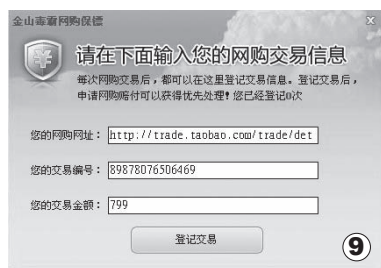 金山毒霸网购保镖
请在下面输入您的网购交易信息
每次网购交易后，都可以在这里登记交易信息。登记交易后，
申请网购赔付可以获得优先处理！您已经登记0次
您的网购网址：http://trade.taobao.com/trade/det
您的交易编号：89878076506469
您的交易金额：799
登记交易
⑨